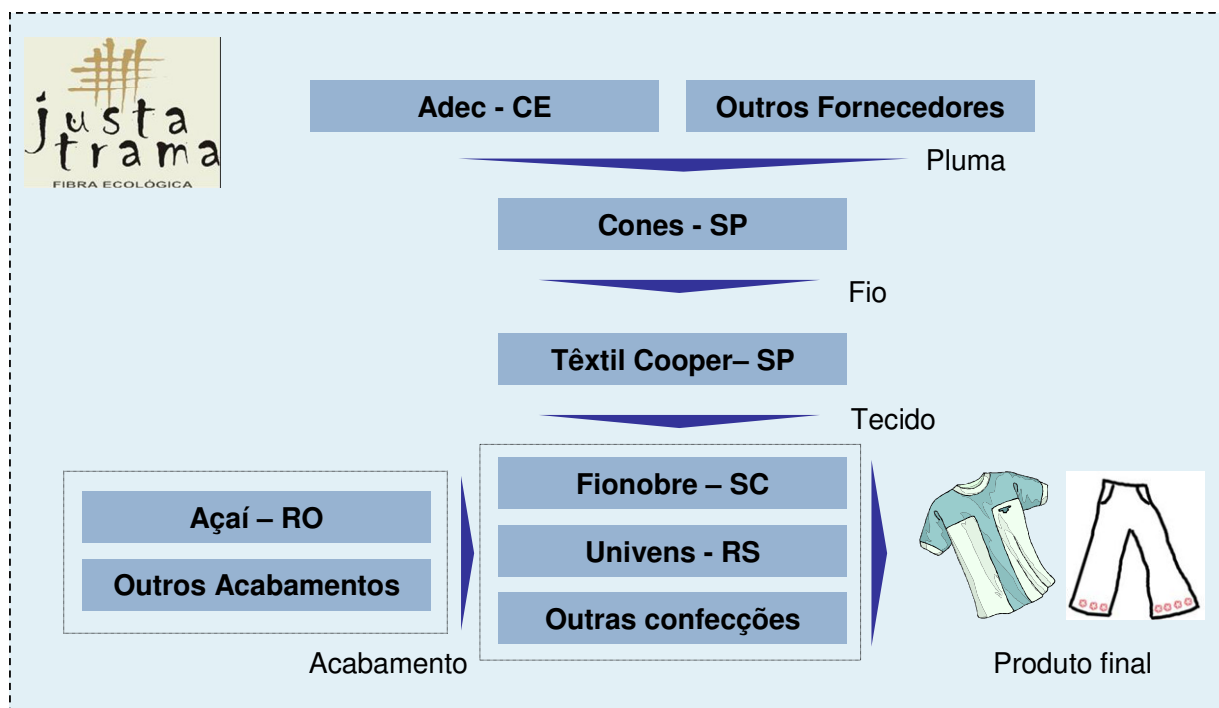 justa
trama
FIBRA ECOLÓGICA
Adec - CE
Outros Fornecedores
Pluma
Cones - SP
Fio
Têxtil Cooper– SP
Tecido
Fionobre – SC
Açaí – RO
Univens - RS
Outros Acabamentos
Outras confecções
Acabamento
Produto final